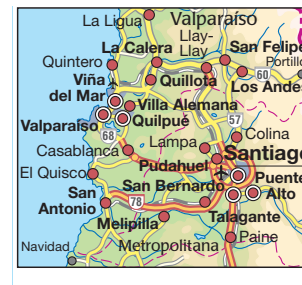 La Ligua
Valparaíso
Llay-
Llay
La Calera
San Felipe
Portillo
Quintero
60
Viña
del Mar
Quillota
Los Andes
Villa Alemana
Valparaíso
Quilpué
68
57
Colina
Casablanca
Lampa
Santiago
Pudahuel
El Quisco
Puente
Alto
San Bernardo
San
Antonio
78
Melipilla
Talagante
Navidad
Metropolitana
Paine